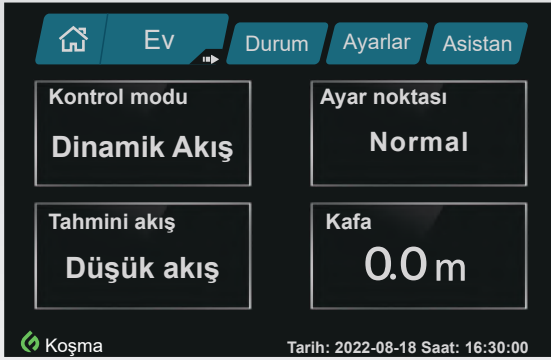 Ev
Durum
Ayarlar
Asistan
Kontrol modu
Dinamik Akış
Ayar noktası
Normal
Tahmini akış
Düşük akış
Kafa
0.0 m
Koşma
Tarih: 2022-08-18 Saat: 16:30:00